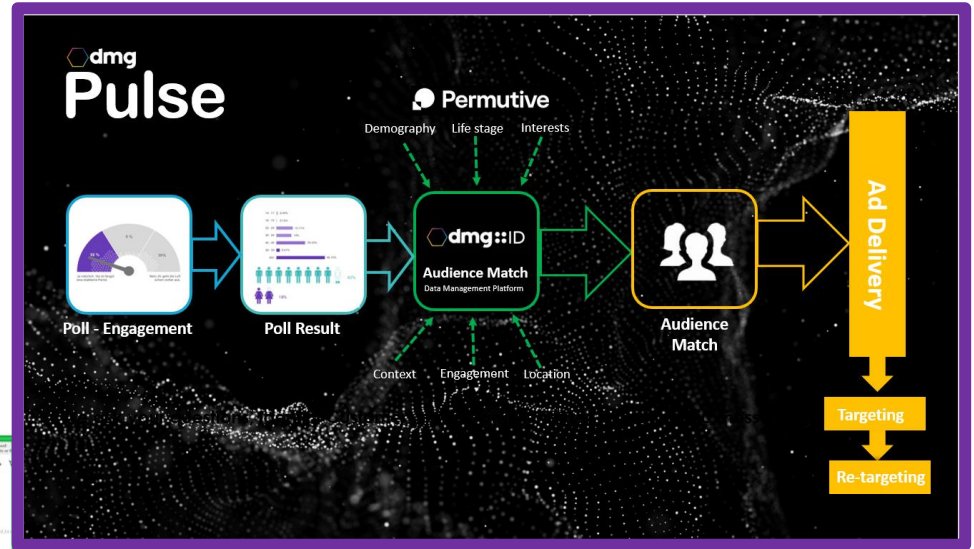 dmg
Pulse
Permutive
Demography Life stage Interests
dmg::ID
Audience Match
Data Management Platform
Poll - Engagement
Poll Result
Audience
Match
Ad Delivery
Context Engagement Location
Targeting
Re-targeting